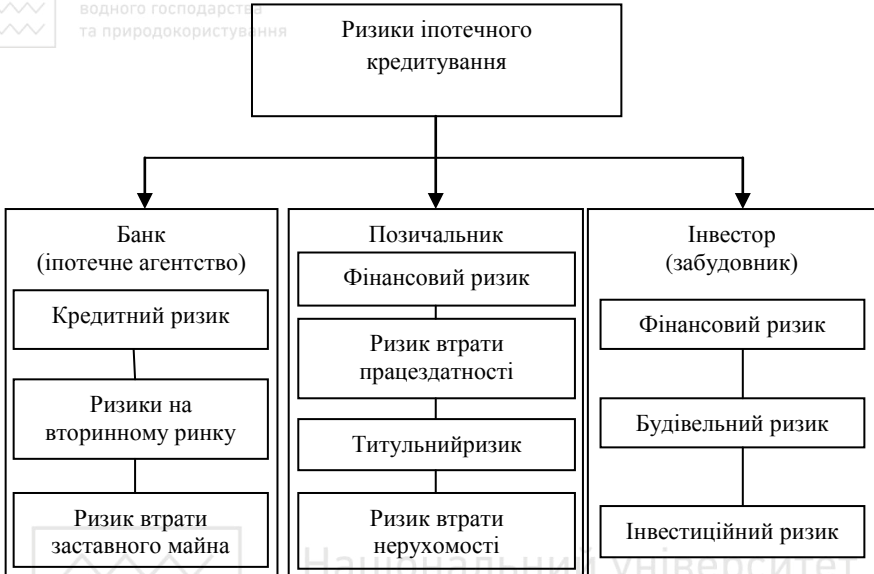 водного господарства
та природокористування
Ризики іпотечного
кредитування
Банк
(іпотечне агентство)
Кредитний ризик
Ризики на
вторинному ринку
Ризик втрати
заставного майна
Позичальник
Фінансовий ризик
Ризик втрати
працездатності
Титульнийризик
Ризик втрати
нерухомості
Інвестор
(забудовник)
Фінансовий ризик
Будівельний ризик
Інвестиційний ризик
Національний університет